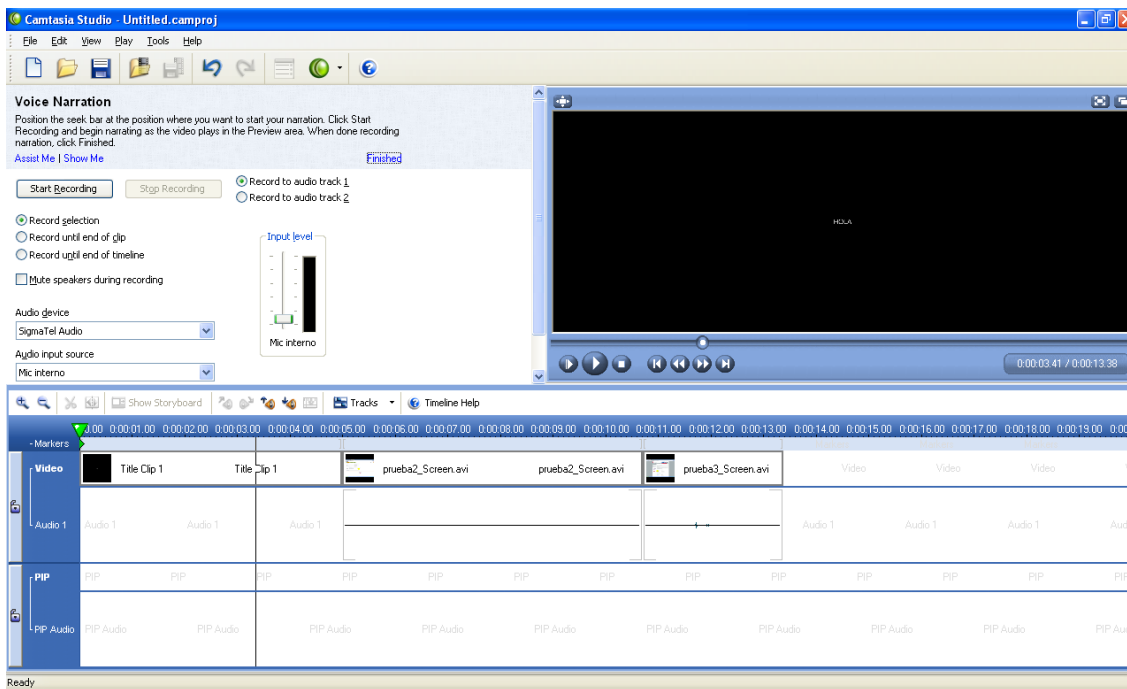 Camtasia Studio - Untitled.camproj
File Edit View Play Tools Help
Voice Narration
Position the seek bar at the position where you want to start your narration. Click Start
Recording and begin narrating as the video plays in the Preview area. When done recording
narration, click Finished.
Assist Me | Show Me Finished
Start Recording Stop Recording Record to audio track 1
Record to audio track 2
Record selection
Record until end of clip
Record until end of timeline
Mute speakers during recording
Input level
Mic interno
Audio device
SigmaTel Audio
Audio input source
Mic interno
HOLA
0:00:03.41 / 0:00:13.38
Show Storyboard Tracks Timeline Help
0:00:01.00 0:00:02.00 0:00:03.00 0:00:04.00 0:00:05.00 0:00:06.00 0:00:07.00 0:00:08.00 0:00:09.00 0:00:10.00 0:00:11.00 0:00:12.00 0:00:13.00 0:00:14.00 0:00:15.00 0:00:16.00 0:00:17.00 0:00:18.00 0:00:19.00
- Markers
Video Title Clip 1 Title Clip 1 prueba2_Screen.avi prueba2_Screen.avi prueba3_Screen.avi Video Video Video
Audio 1 Audio 1 Audio 1 Audio 1 Audio 1 Audio 1 Audio 1
PIP PIP PIP PIP PIP PIP PIP PIP PIP PIP PIP PIP PIP PIP
PIP Audio PIP Audio PIP Audio PIP Audio PIP Audio PIP Audio PIP Audio PIP Audio PIP Audio PIP Audio
Ready